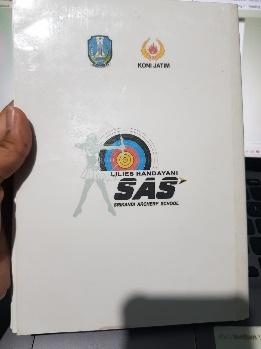 KONI JATIM
LILIES HANDAYANI
SAS
SRIKANDI ARCHERY SCHOOL